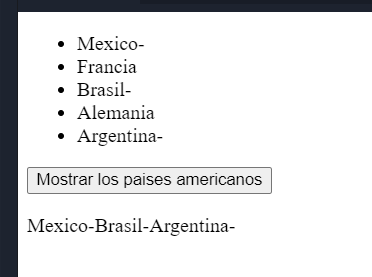 Mexico-
Francia
Brasil-
Alemania
Argentina-
Mostrar los paises americanos
Mexico-Brasil-Argentina-